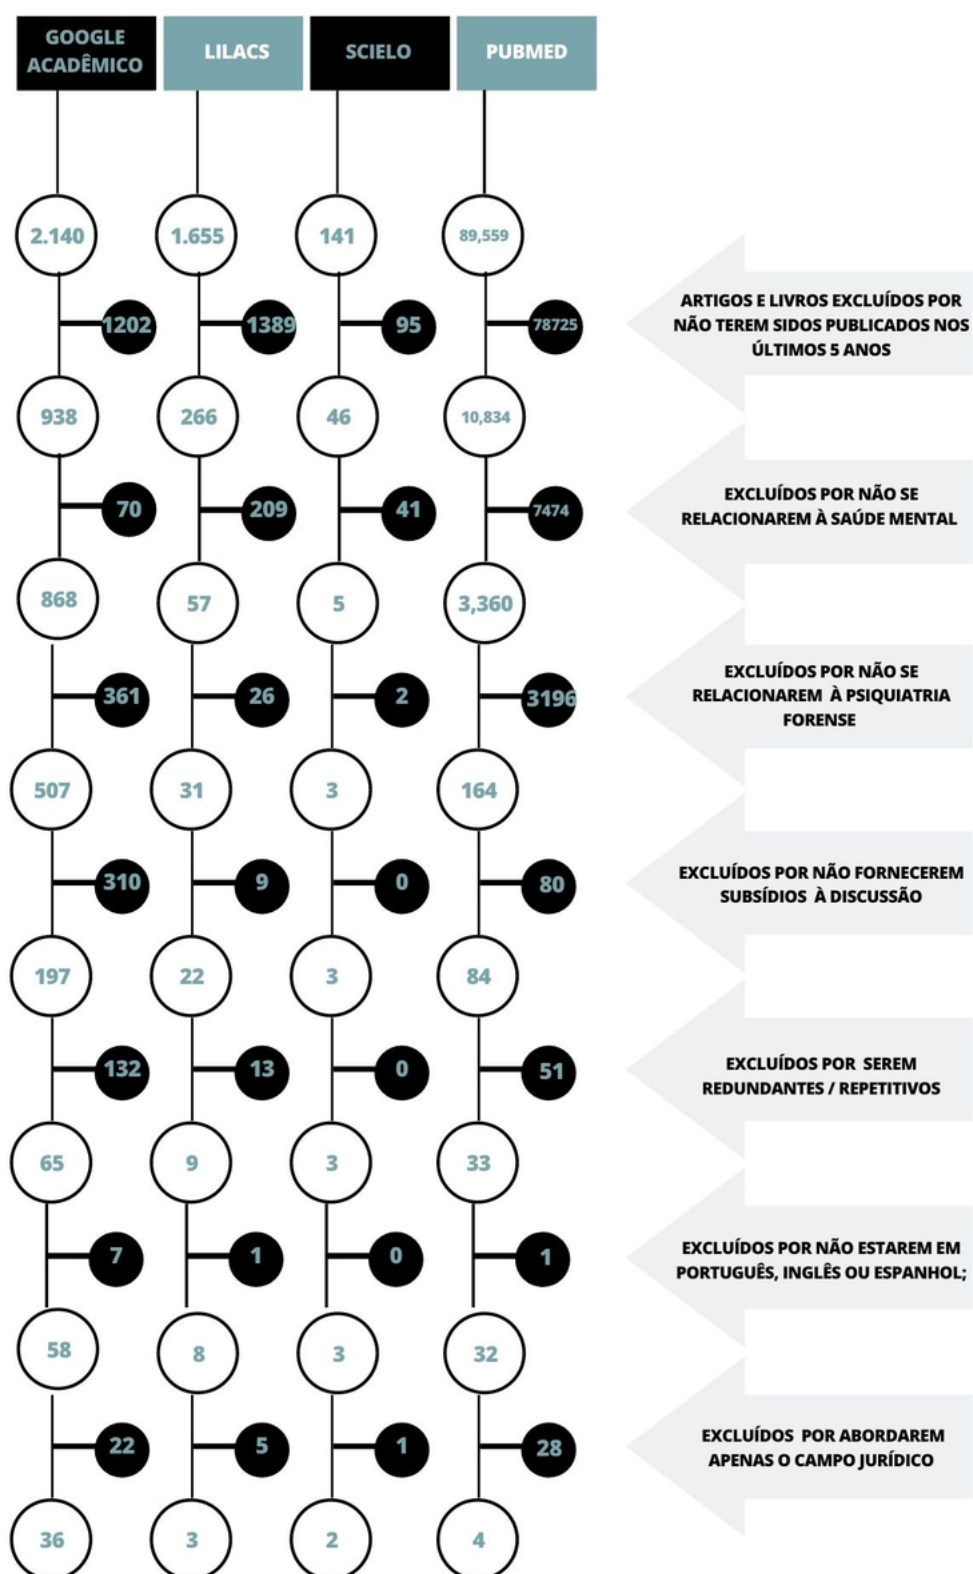 GOOGLE
ACADÊMICO
LILACS
SCIELO
PUBMED
2.140
1.655
141
89,559
1202
1389
95
78725
ARTIGOS E LIVROS EXCLUÍDOS POR
NÃO TEREM SIDOS PUBLICADOS NOS
ÚLTIMOS 5 ANOS
938
266
46
10,834
70
209
41
7474
EXCLUÍDOS POR NÃO SE
RELACIONAREM À SAÚDE MENTAL
868
57
5
3,360
361
26
2
3196
EXCLUÍDOS POR NÃO SE
RELACIONAREM À PSIQUIATRIA
FORENSE
507
31
3
164
310
9
0
80
EXCLUÍDOS POR NÃO FORNECEREM
SUBSÍDIOS À DISCUSSÃO
197
22
3
84
132
13
0
51
EXCLUÍDOS POR SEREM
REDUNDANTES / REPETITIVOS
65
9
3
33
7
1
0
1
EXCLUÍDOS POR NÃO ESTAREM EM
PORTUGUÊS, INGLÊS OU ESPANHOL;
58
8
3
32
22
5
1
28
EXCLUÍDOS POR ABORDAREM
APENAS O CAMPO JURÍDICO
36
3
2
4